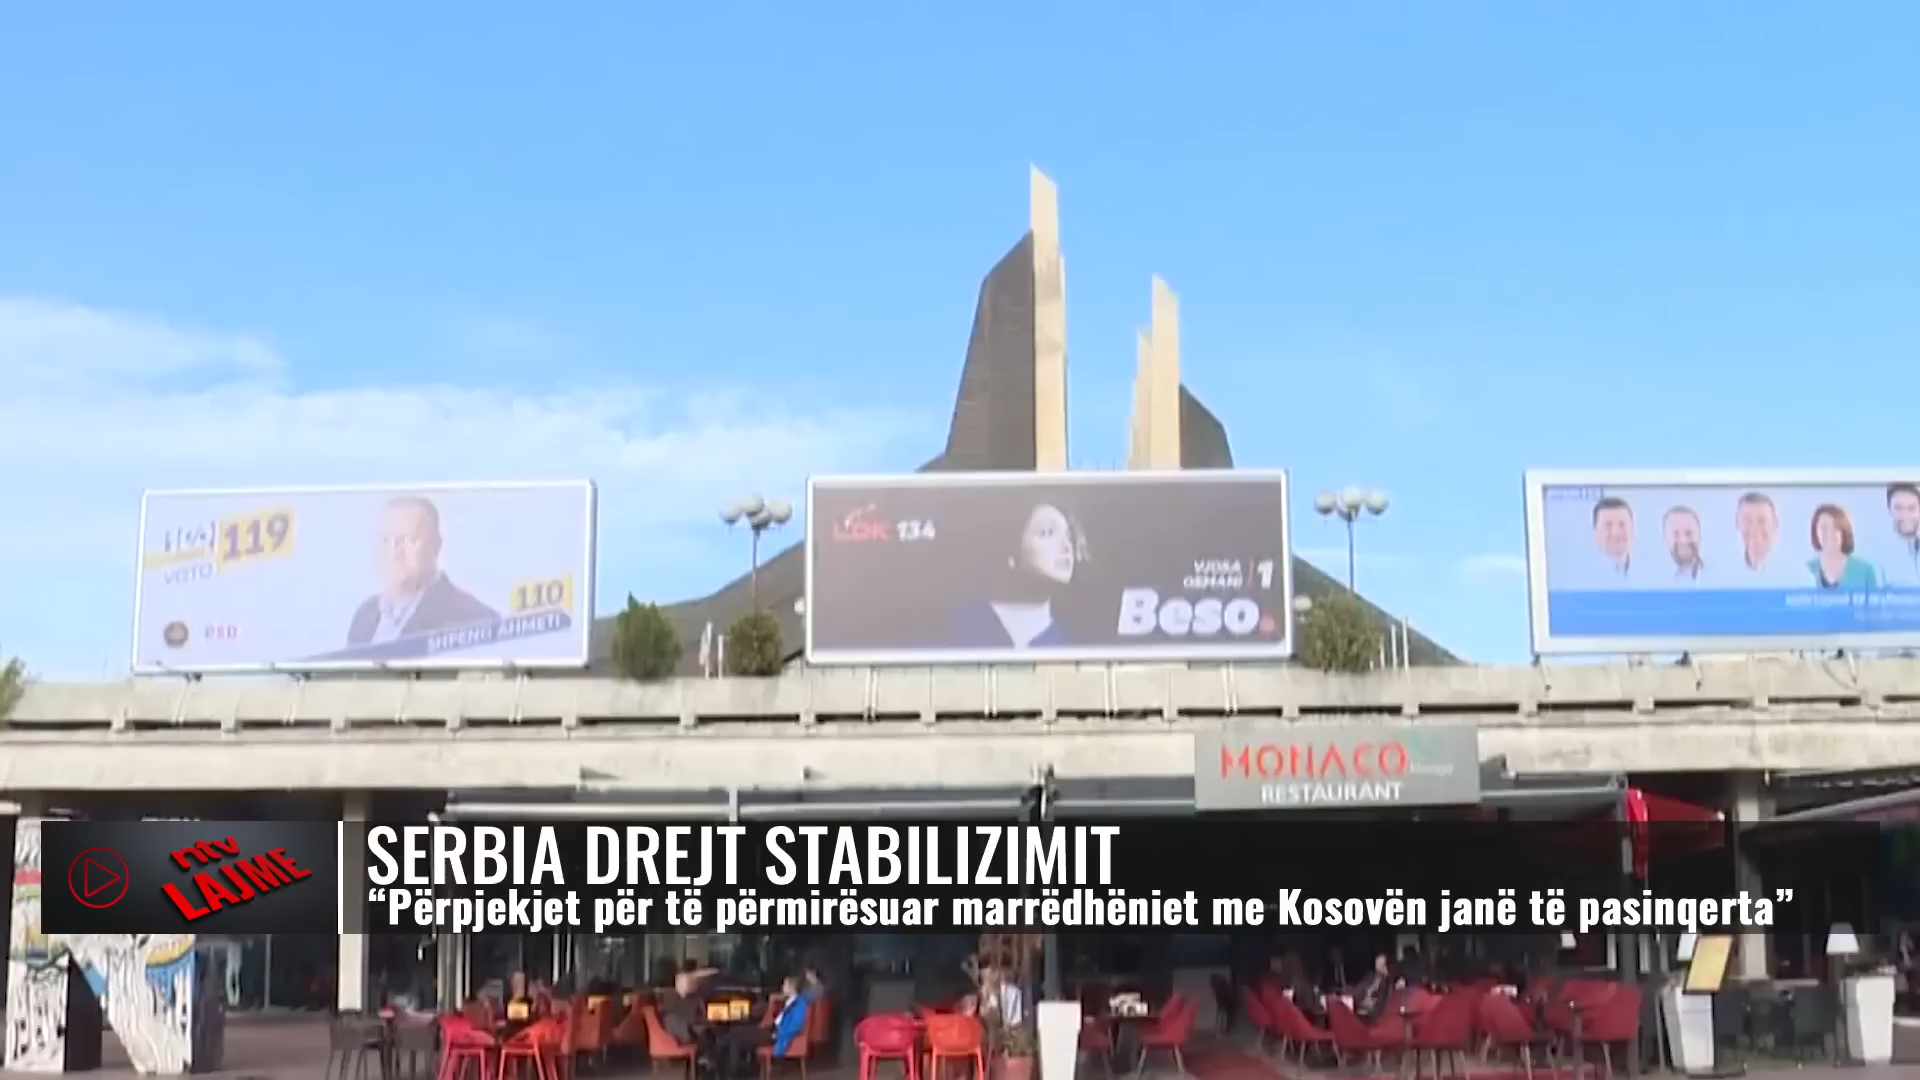 119
VOTO
110
PSD
LDK 134
VJOSA
OSMANI 1
Beso.
MONACO
RESTAURANT
ntv
LAJME
SERBIA DREJT STABILIZIMIT
“Përpjekjet për të përmirësuar marrëdhëniet me Kosovën janë të pasinqerta”